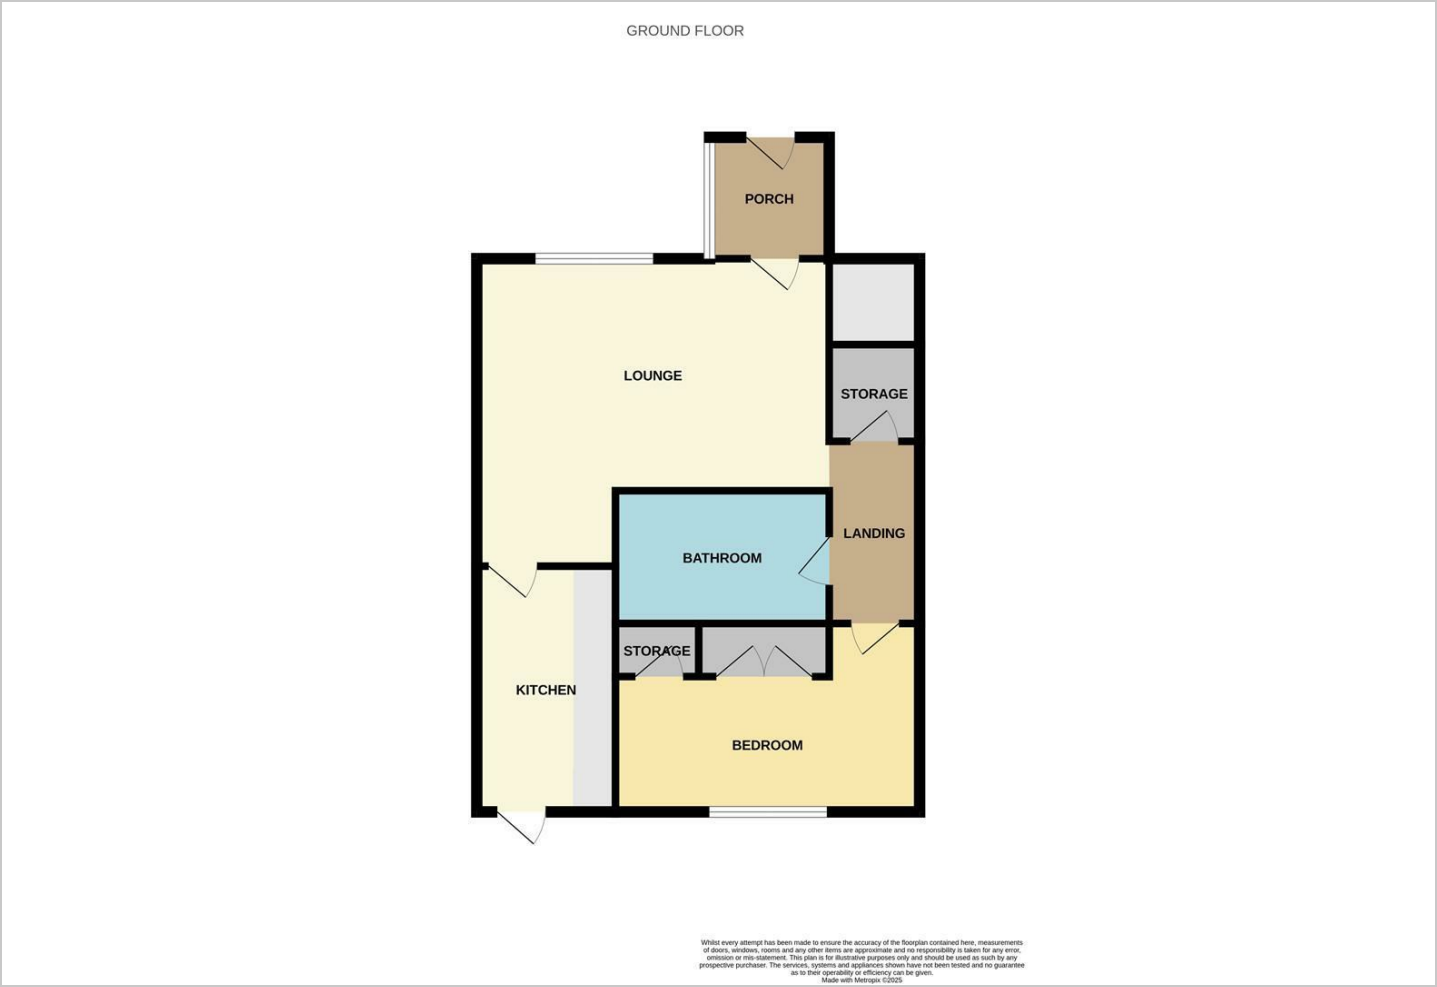 GROUND FLOOR
PORCH
LOUNGE
STORAGE
LANDING
BATHROOM
STORAGE
KITCHEN
BEDROOM
Whilst every attempt has been made to ensure the accuracy of the floorplan contained here, measurements
of doors, windows, rooms and any other items are approximate and no responsibility is taken for any error,
omission or mis-statement. This plan is for illustrative purposes only and should be used as such by any
prospective purchaser. The services, systems and appliances shown have not been tested and no guarantee
as to their operability or efficiency can be given.
Made with Metropix ©2025